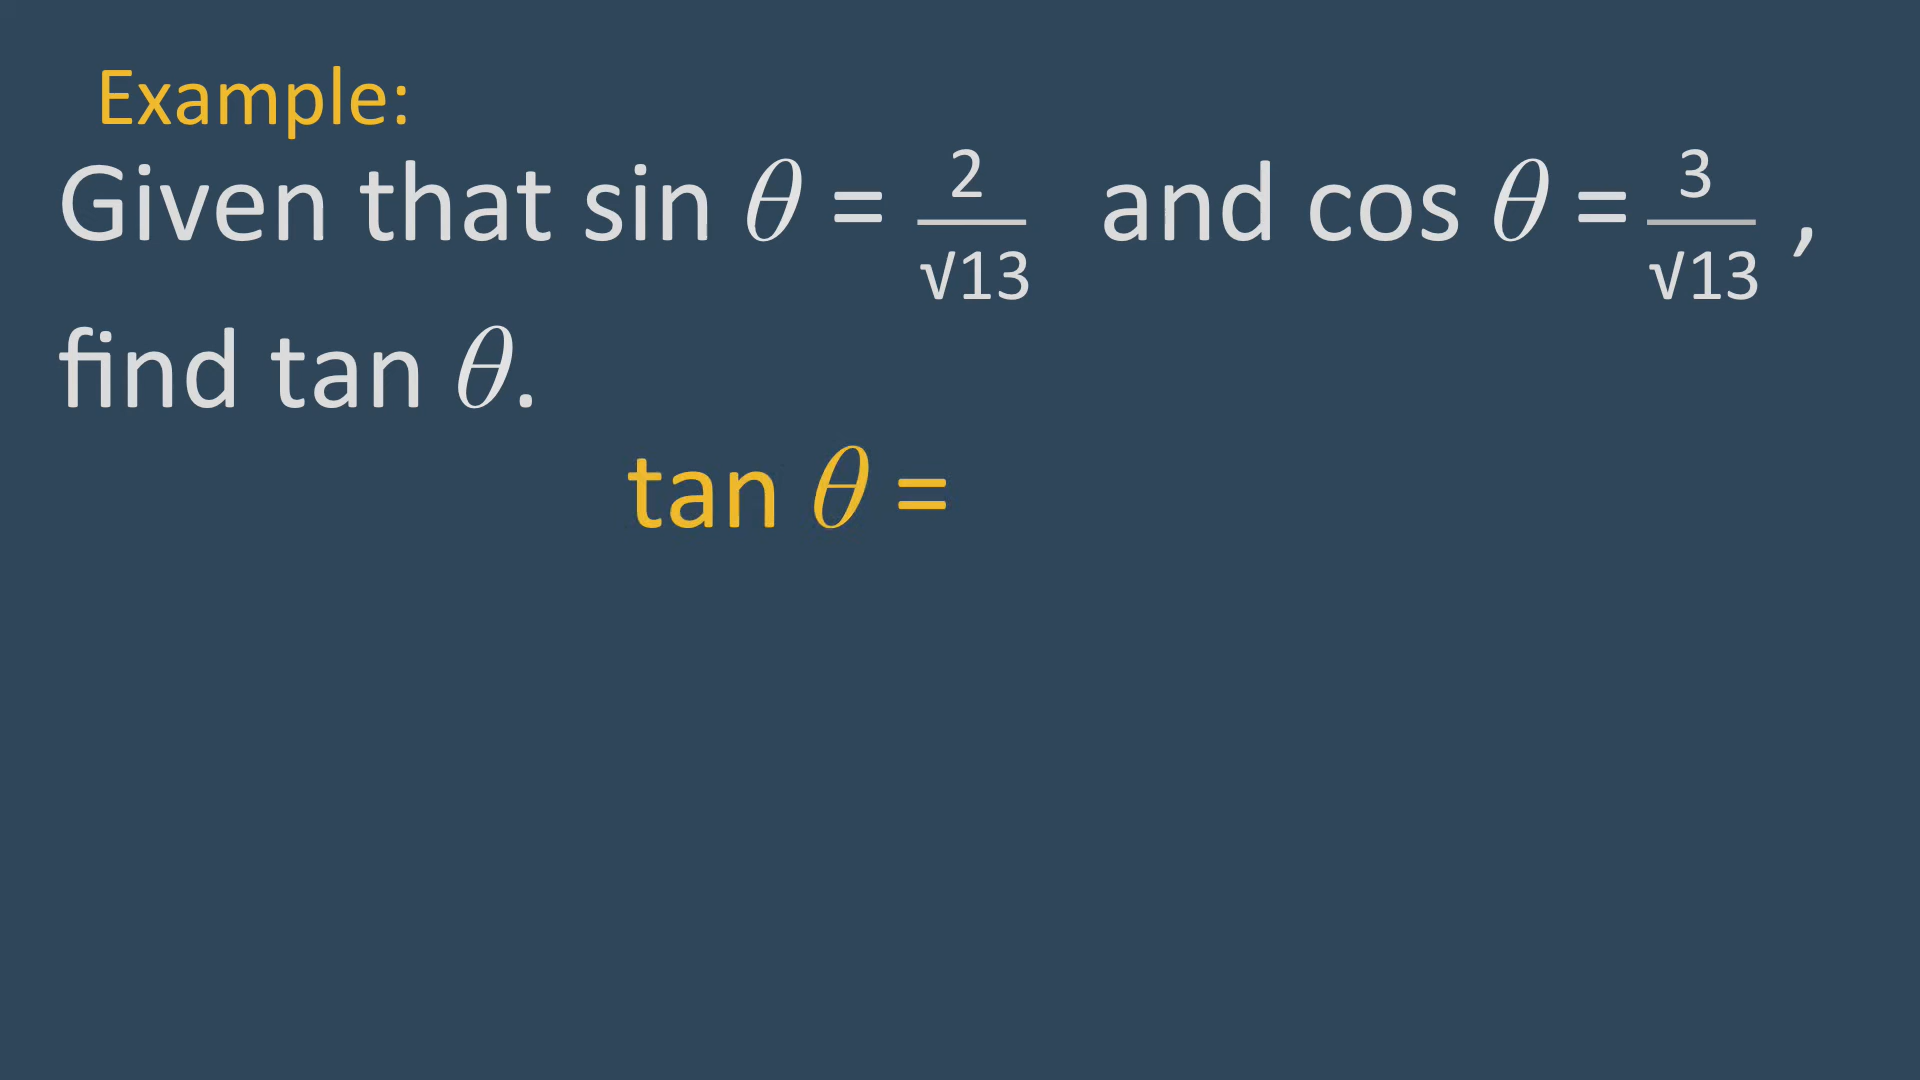 Example:
Given that sin θ = 2/√13 and cos θ = 3/√13 ,
find tan θ.
tan θ =